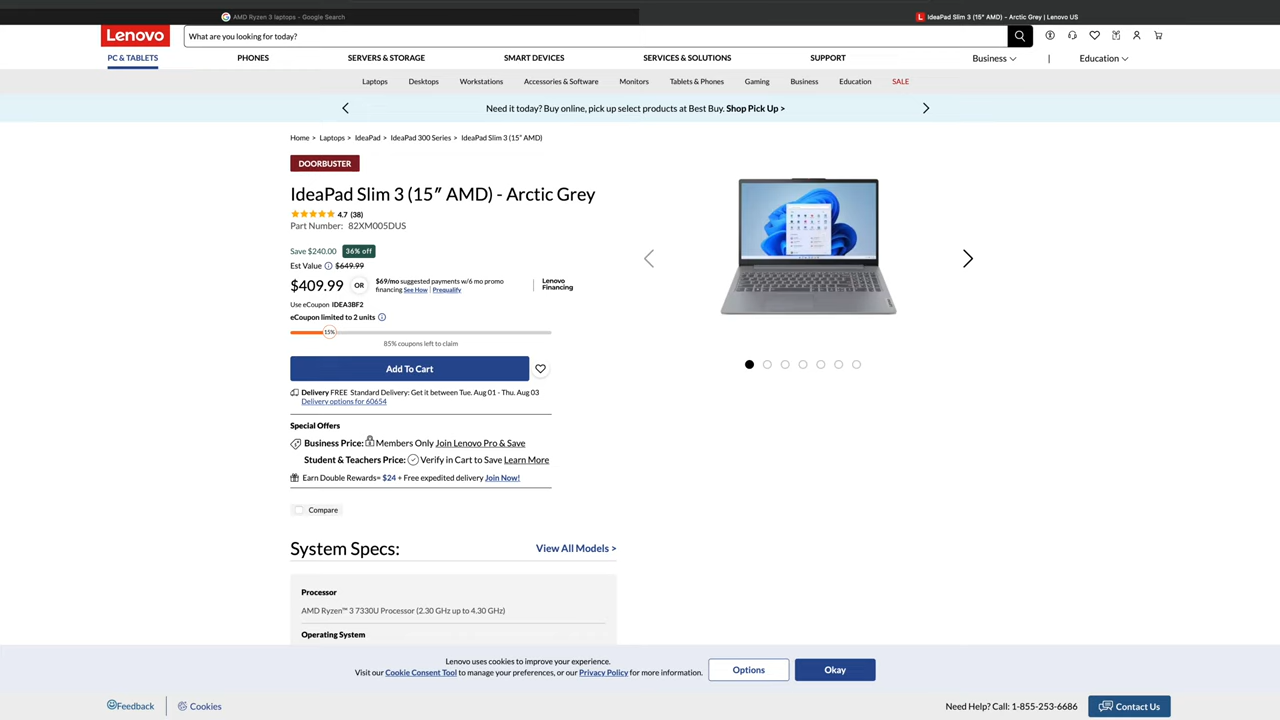 AMD Ryzen 3 laptops - Google Search
IdeaPad Slim 3 (15″ AMD) - Arctic Grey | Lenovo US
Lenovo
What are you looking for today?
PC & TABLETS
PHONES
SERVERS & STORAGE
SMART DEVICES
SERVICES & SOLUTIONS
SUPPORT
Business
|
Education
Laptops
Desktops
Workstations
Accessories & Software
Monitors
Tablets & Phones
Gaming
Business
Education
SALE
Need it today? Buy online, pick up select products at Best Buy. Shop Pick Up >
Home > Laptops > IdeaPad > IdeaPad 300 Series > IdeaPad Slim 3 (15″ AMD)
DOORBUSTER
IdeaPad Slim 3 (15″ AMD) - Arctic Grey
4.7 (38)
Part Number: 82XM005DUS
Save $240.00 36% off
Est Value $649.99
$409.99 OR
$69/mo suggested payments w/6 mo promo
financing See How | Prequalify
Lenovo
Financing
Use eCoupon IDEA3BF2
eCoupon limited to 2 units
15%
85% coupons left to claim
Add To Cart
Delivery FREE Standard Delivery: Get it between Tue. Aug 01 - Thu. Aug 03
Delivery options for 60654
Special Offers
Business Price: Members Only Join Lenovo Pro & Save
Student & Teachers Price: Verify in Cart to Save Learn More
Earn Double Rewards= $24 + Free expedited delivery Join Now!
Compare
System Specs:
View All Models >
Processor
AMD Ryzen™ 3 7330U Processor (2.30 GHz up to 4.30 GHz)
Operating System
Lenovo uses cookies to improve your experience.
Visit our Cookie Consent Tool to manage your preferences, or our Privacy Policy for more information.
Options
Okay
Feedback
Cookies
Need Help? Call: 1-855-253-6686
Contact Us